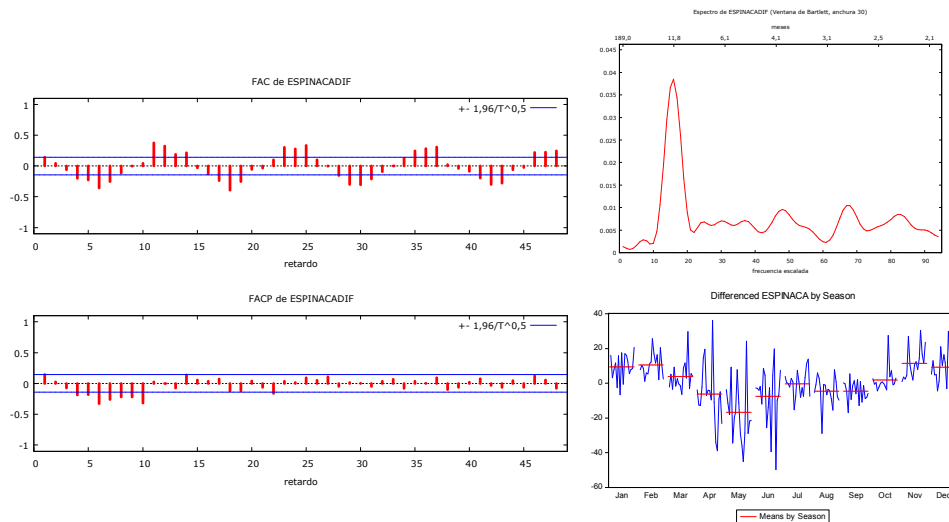 FAC de ESPINACADIF
+- 1,96/T^0,5
1
0.5
0
-0.5
-1
0 5 10 15 20 25 30 35 40 45
retardo
FACP de ESPINACADIF
+- 1,96/T^0,5
1
0.5
0
-0.5
-1
0 5 10 15 20 25 30 35 40 45
retardo
Espectro de ESPINACADIF (Ventana de Bartlett, anchura 30)
meses
189,0 11,8 6,1 4,1 3,1 2,5 2,1
0.045
0.04
0.035
0.03
0.025
0.02
0.015
0.01
0.005
0
0 10 20 30 40 50 60 70 80 90
frecuencia escalada
Differenced ESPINACA by Season
40
20
0
-20
-40
-60
Jan Feb Mar Apr May Jun Jul Aug Sep Oct Nov Dec
Means by Season